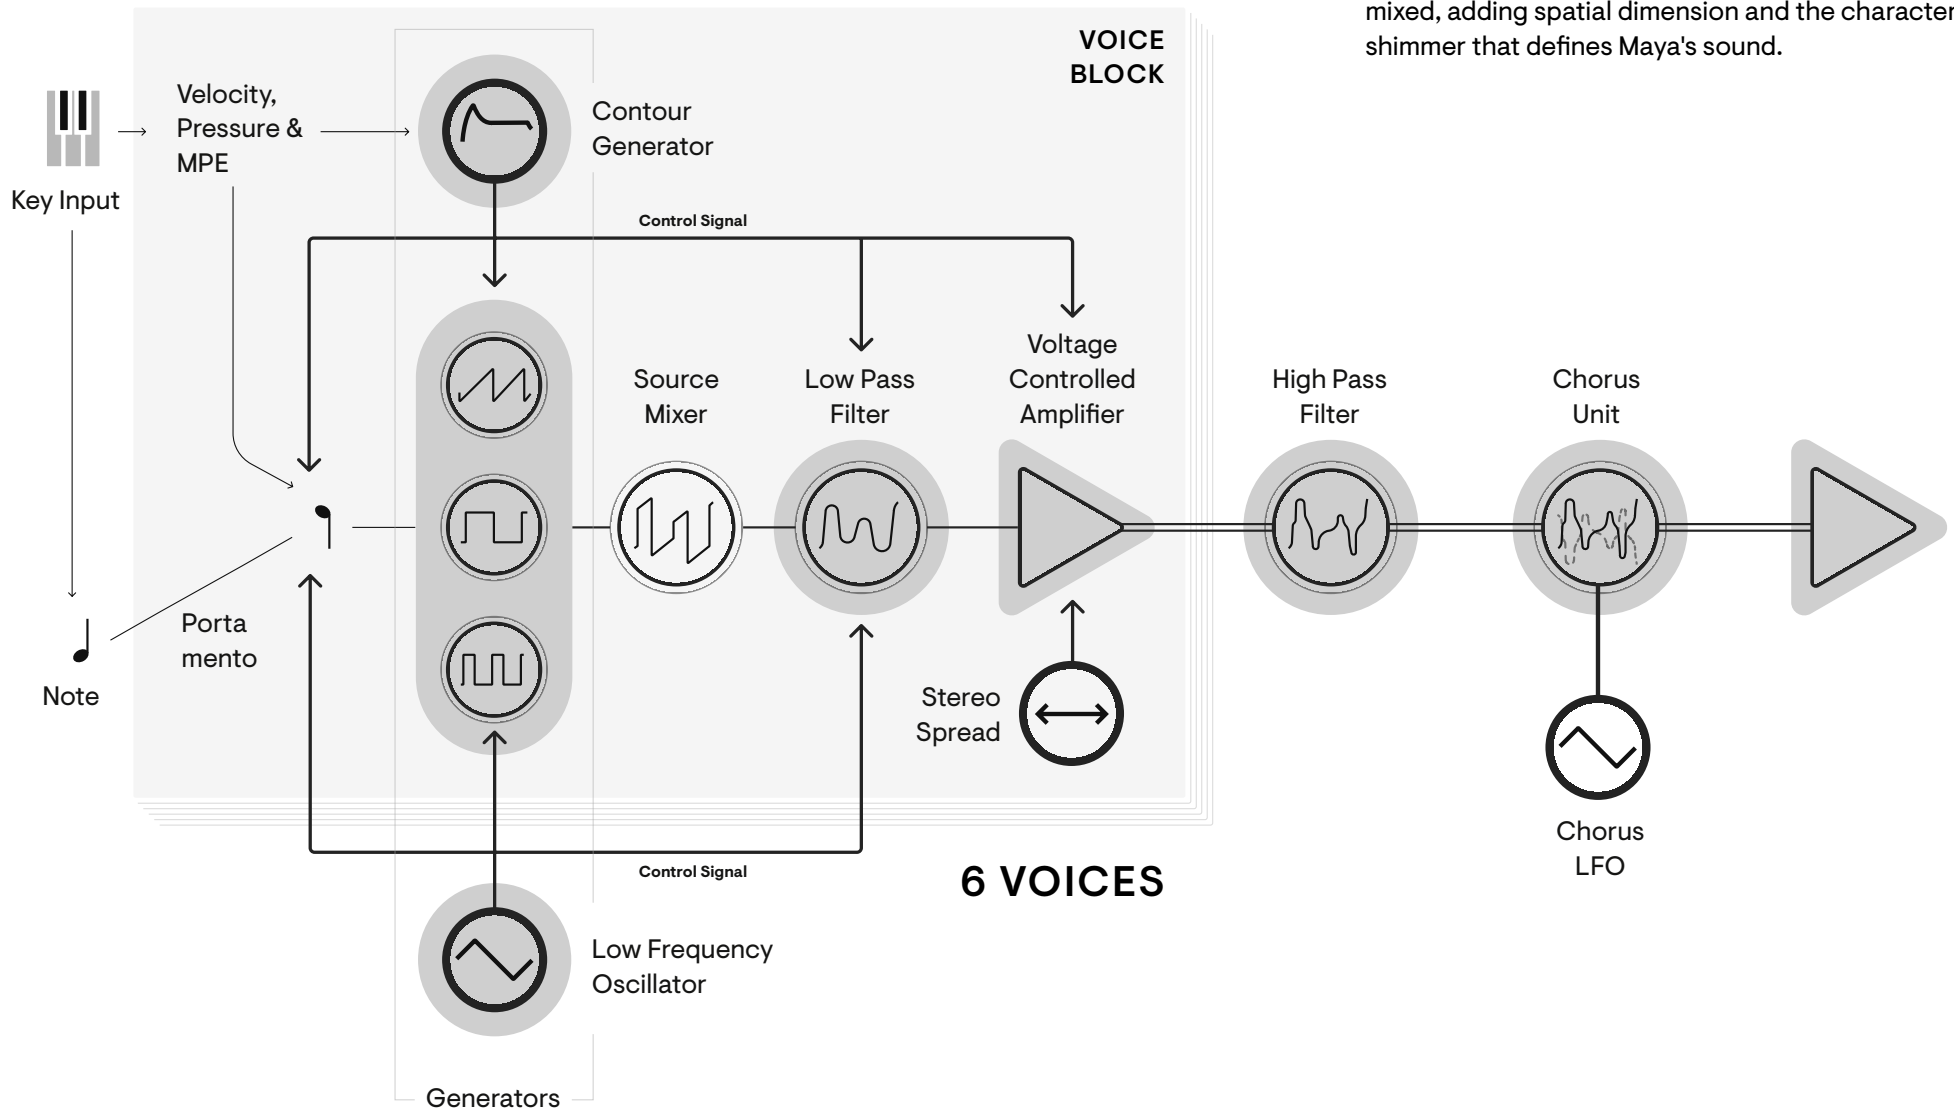 mixed, adding spatial dimension and the character
shimmer that defines Maya's sound.
VOICE
BLOCK
Velocity,
Pressure &
MPE
Contour
Generator
Key Input
Control Signal
Voltage
Controlled
Amplifier
Source
Mixer
Low Pass
Filter
High Pass
Filter
Chorus
Unit
Porta
mento
Note
Stereo
Spread
Chorus
LFO
Control Signal
6 VOICES
Low Frequency
Oscillator
Generators